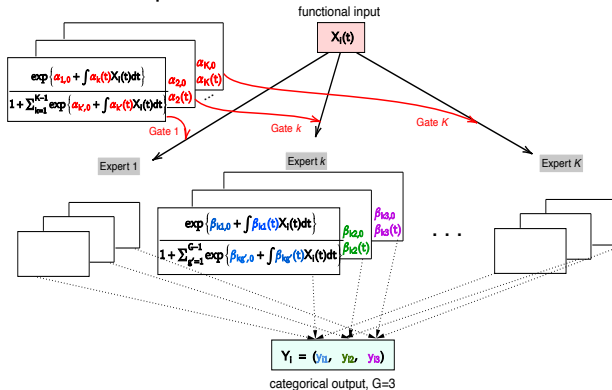 functional input
X_i(t)
α_{K,0}
α_K(t)
α_{2,0}
α_2(t)
...
exp{α_{1,0} + ∫α_k(t)X_i(t)dt}
1 + ∑_{k=1}^{K-1} exp{α_{k',0} + ∫α_{k'}(t)X_i(t)dt}
Gate 1
Gate k
Gate K
Expert 1
Expert k
Expert K
β_{k3,0}
β_{k3}(t)
β_{k2,0}
β_{k2}(t)
exp{β_{k1,0} + ∫β_{k1}(t)X_i(t)dt}
1 + ∑_{g'=1}^{G-1} exp{β_{kg',0} + ∫β_{kg'}(t)X_i(t)dt}
. . .
Y_i = (y_{i1}, y_{i2}, y_{i3})
categorical output, G=3